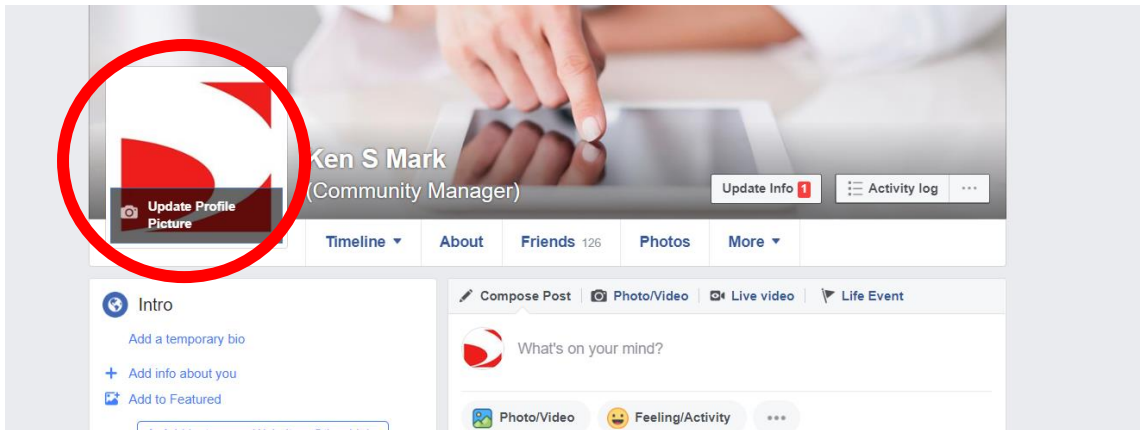 Ken S Mark
(Community Manager)
Update Info 1
Activity log
Update Profile
Picture
Timeline
About
Friends 126
Photos
More
Intro
Add a temporary bio
Add info about you
Add to Featured
Compose Post
Photo/Video
Live video
Life Event
What's on your mind?
Photo/Video
Feeling/Activity